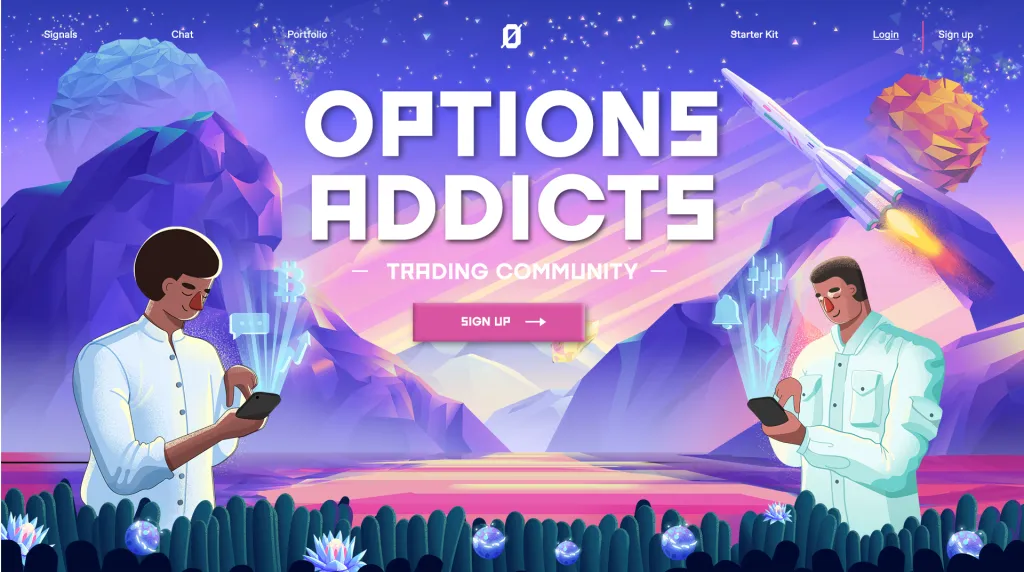 Signals
Chat
Portfolio
Ø
Starter Kit
Login
Sign up
OPTIONS
ADDICTS
— TRADING COMMUNITY —
SIGN UP →